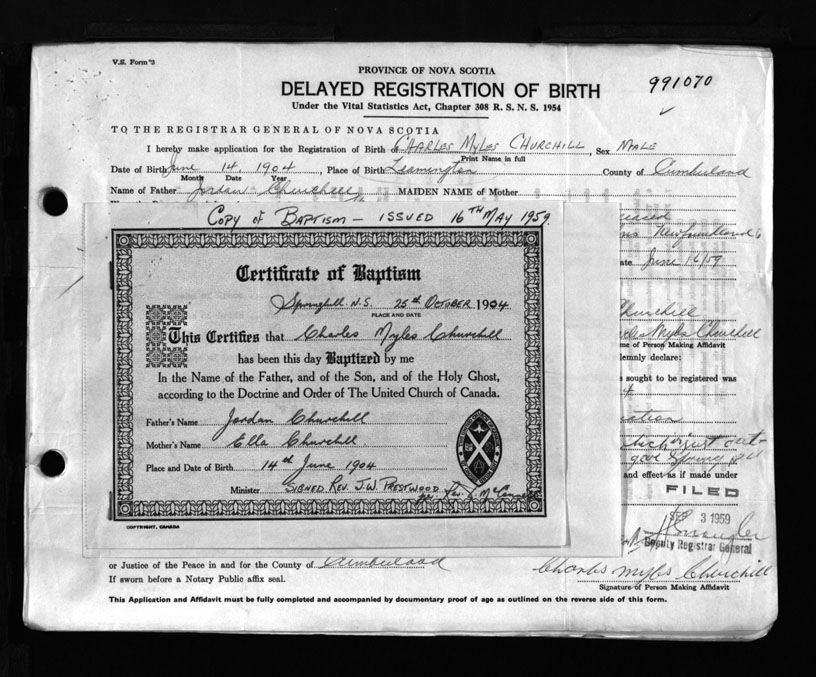 V.S. Form 3
PROVINCE OF NOVA SCOTIA
DELAYED REGISTRATION OF BIRTH
991070
Under the Vital Statistics Act, Chapter 308 R. S. N. S. 1954
TO THE REGISTRAR GENERAL OF NOVA SCOTIA
I hereby make application for the Registration of Birth of CHARLES MYLES CHURCHILL, Sex MALE
Print Name in full
Date of Birth June 14 1904, Place of Birth Leamington County of Cumberland
Month Date Year
Name of Father Jordan Churchill MAIDEN NAME of Mother
COPY OF BAPTISM - ISSUED 16TH MAY 1959.
Newfoundland
ate June 16/59
Certificate of Baptism
Springhill N.S. 25th OCTOBER 1904
PLACE AND DATE
Churchill
This Certifies that Charles Myles Churchill
Myles Churchill
me of Person Making Affidavit
has been this day Baptized by me
emnly declare:
In the Name of the Father, and of the Son, and of the Holy Ghost,
sought to be registered was
according to the Doctrine and Order of The United Church of Canada.
Father's Name Jordan Churchill
Mother's Name Ella Churchill
Place and Date of Birth 14th June 1904
and effect as if made under
Minister SIGNED REV. J.W. PRESTWOOD
FILED
SEP 3 1959
Deputy Registrar General
COPYRIGHT, CANADA
or Justice of the Peace in and for the County of Cumberland
If sworn before a Notary Public affix seal.
Charles Myles Churchill
Signature of Person Making Affidavit
This Application and Affidavit must be fully completed and accompanied by documentary proof of age as outlined on the reverse side of this form.